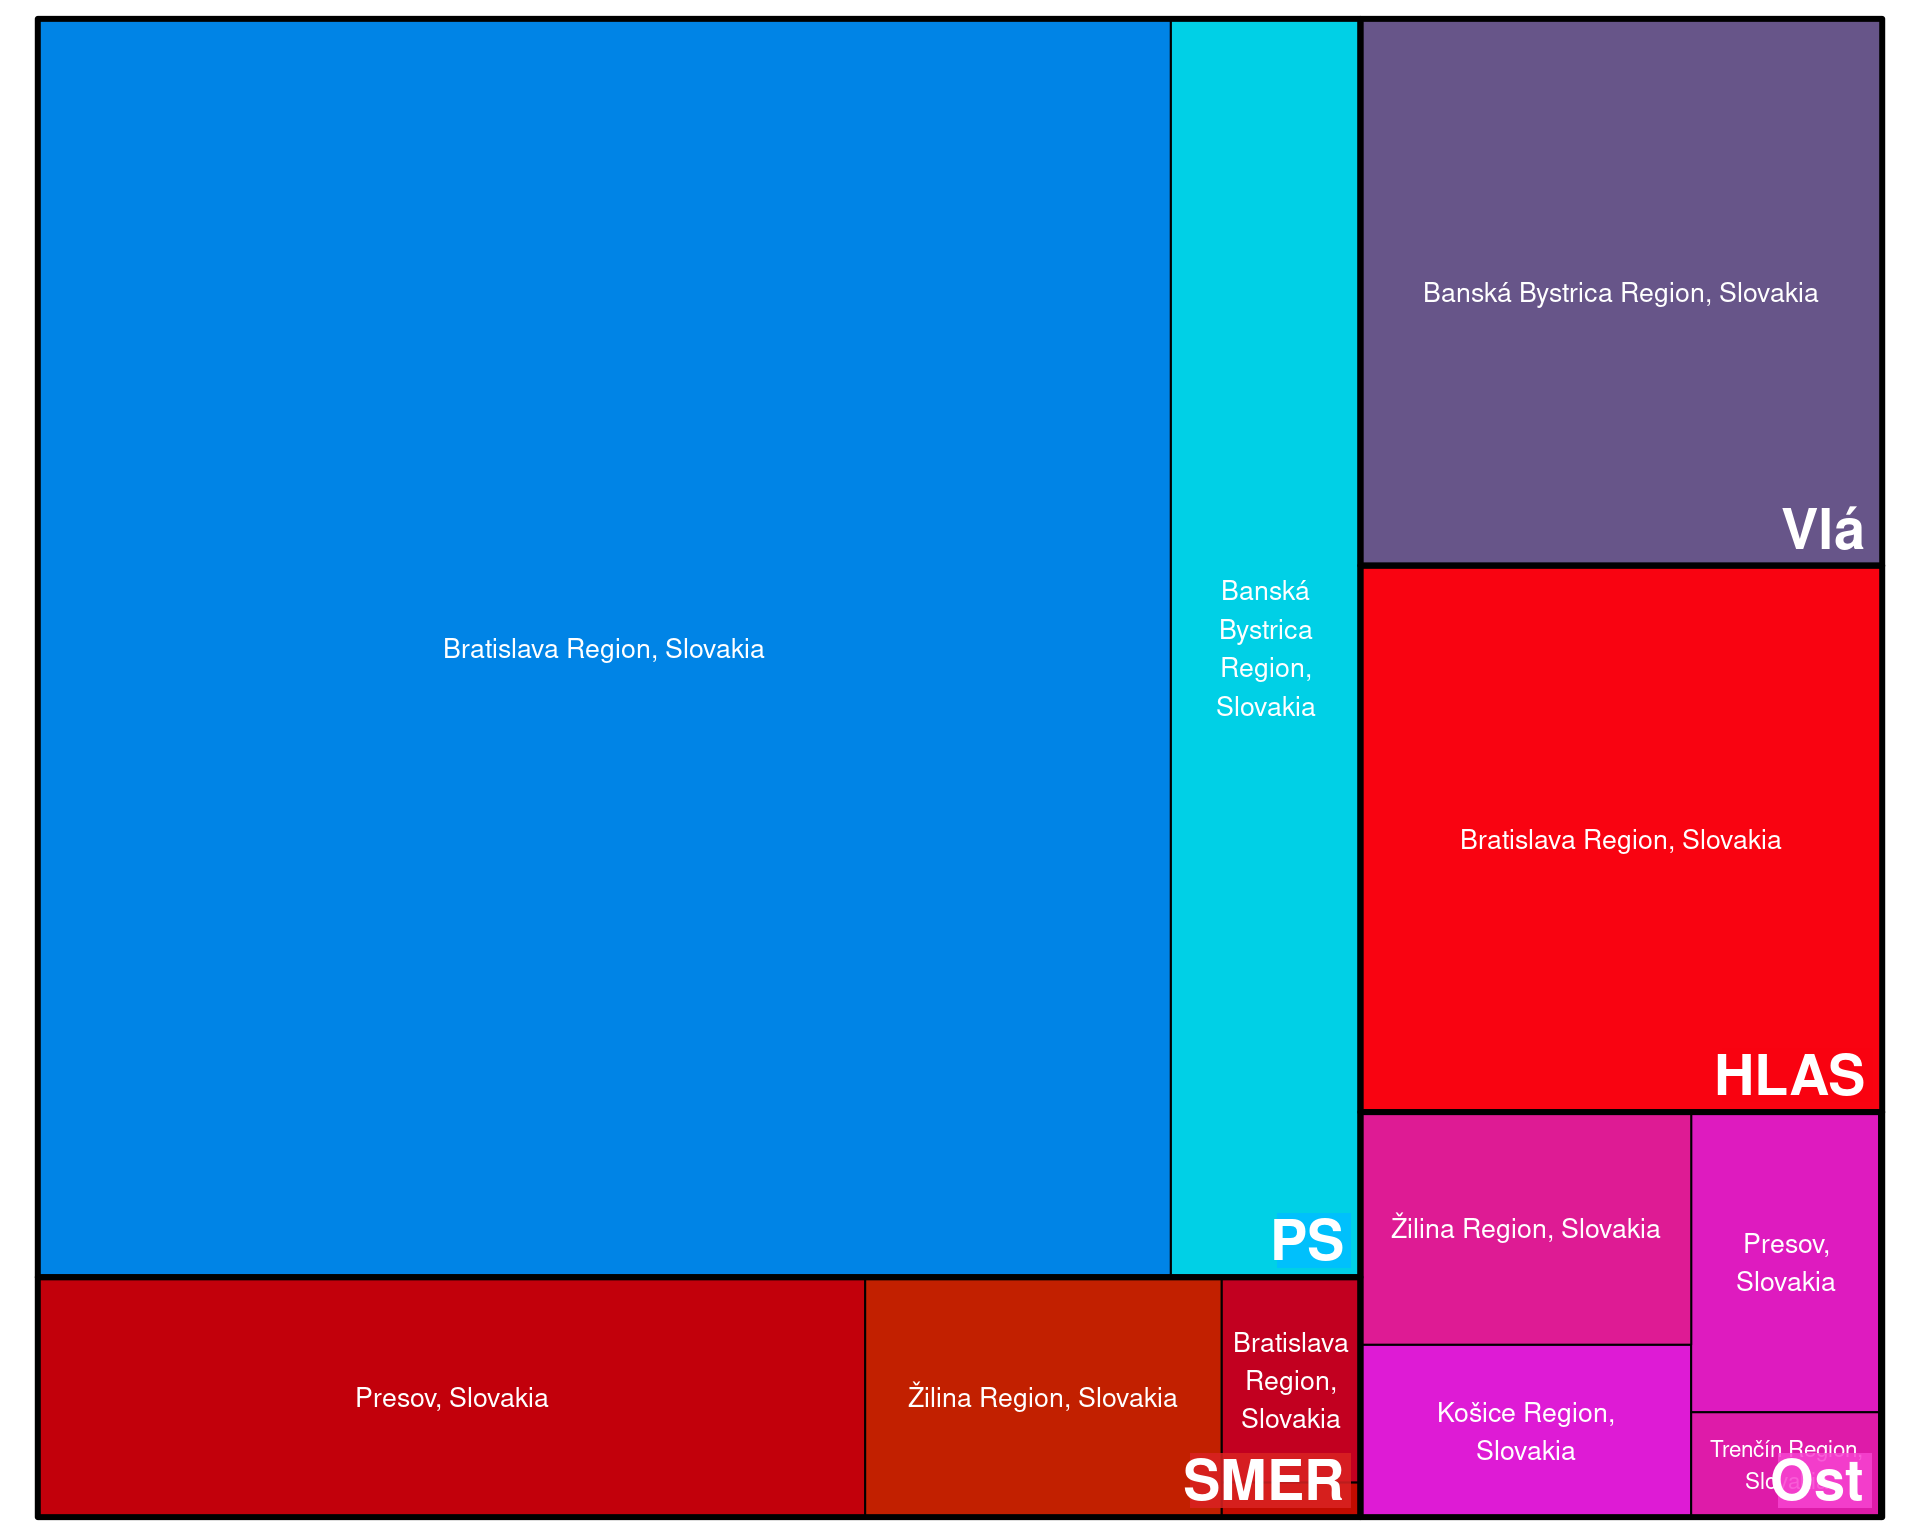 Bratislava Region, Slovakia
Banská
Bystrica
Region,
Slovakia
PS
Banská Bystrica Region, Slovakia
Vlá
Bratislava Region, Slovakia
HLAS
Presov, Slovakia
Žilina Region, Slovakia
Bratislava
Region,
Slovakia
SMER
Žilina Region, Slovakia
Presov,
Slovakia
Košice Region,
Slovakia
Trenčín Region,
Ost